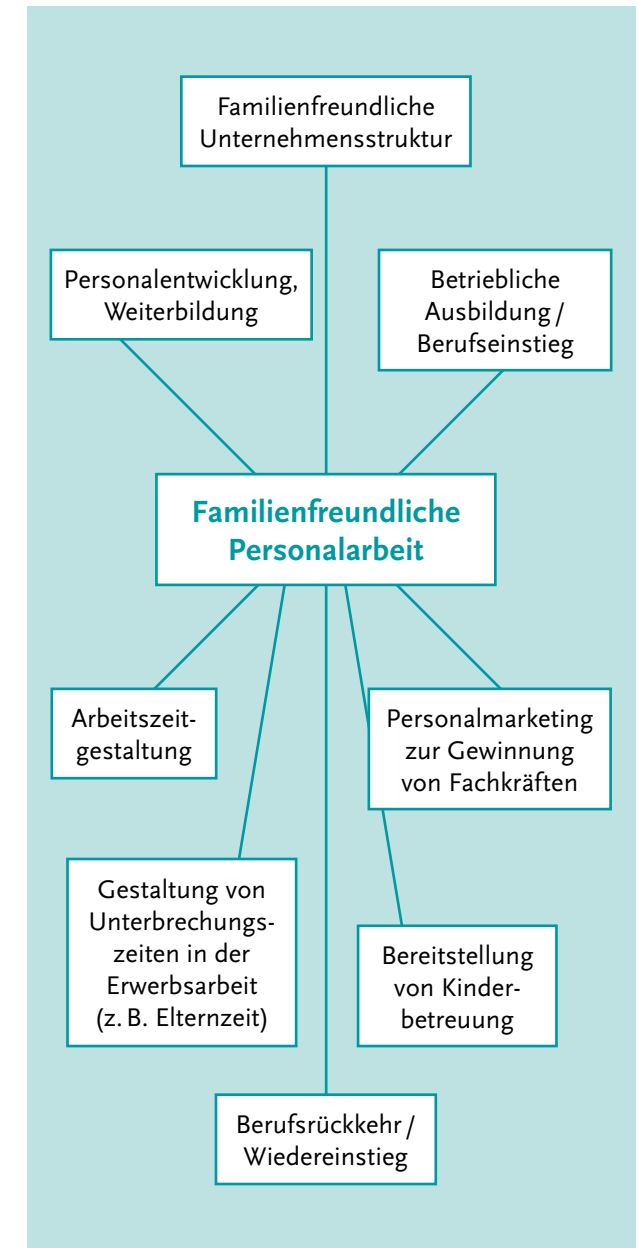 Familienfreundliche
Unternehmensstruktur
Personalentwicklung,
Weiterbildung
Betriebliche
Ausbildung /
Berufseinstieg
Familienfreundliche
Personalarbeit
Arbeitszeit-
gestaltung
Personalmarketing
zur Gewinnung
von Fachkräften
Gestaltung von
Unterbrechungs-
zeiten in der
Erwerbsarbeit
(z. B. Elternzeit)
Bereitstellung
von Kinder-
betreuung
Berufsrückkehr /
Wiedereinstieg